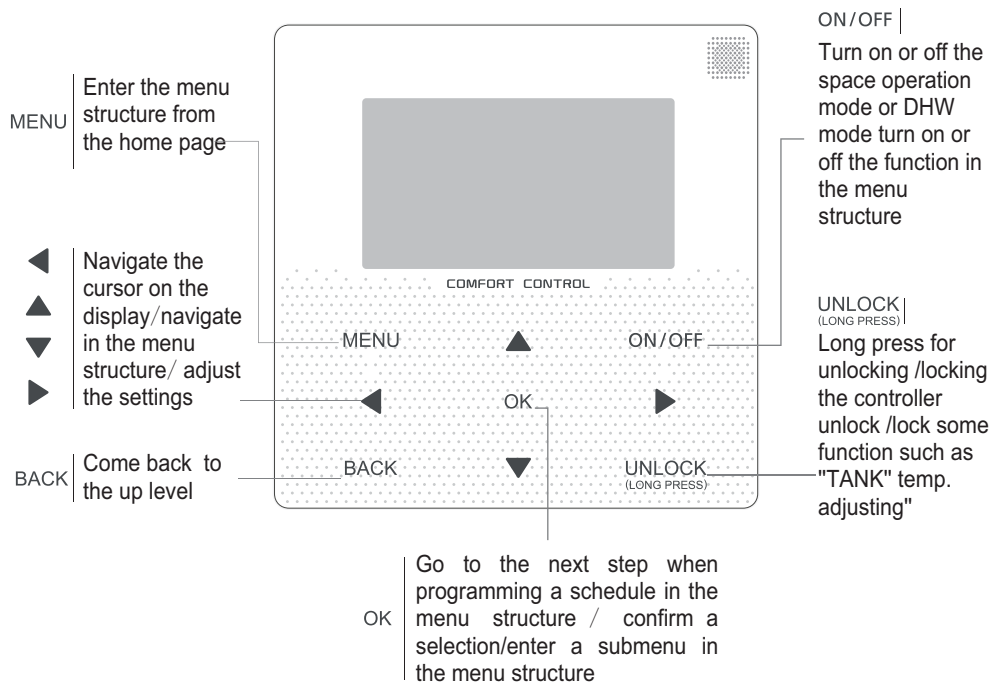 MENU
Enter the menu
structure from
the home page
Navigate the
cursor on the
display/navigate
in the menu
structure/ adjust
the settings
BACK
Come back to
the up level
COMFORT CONTROL
MENU
ON/OFF
OK
BACK
UNLOCK
(LONG PRESS)
ON/OFF
Turn on or off the
space operation
mode or DHW
mode turn on or
off the function in
the menu
structure
UNLOCK
(LONG PRESS)
Long press for
unlocking /locking
the controller
unlock /lock some
function such as
"TANK" temp.
adjusting"
OK
Go to the next step when
programming a schedule in the
menu structure / confirm a
selection/enter a submenu in
the menu structure